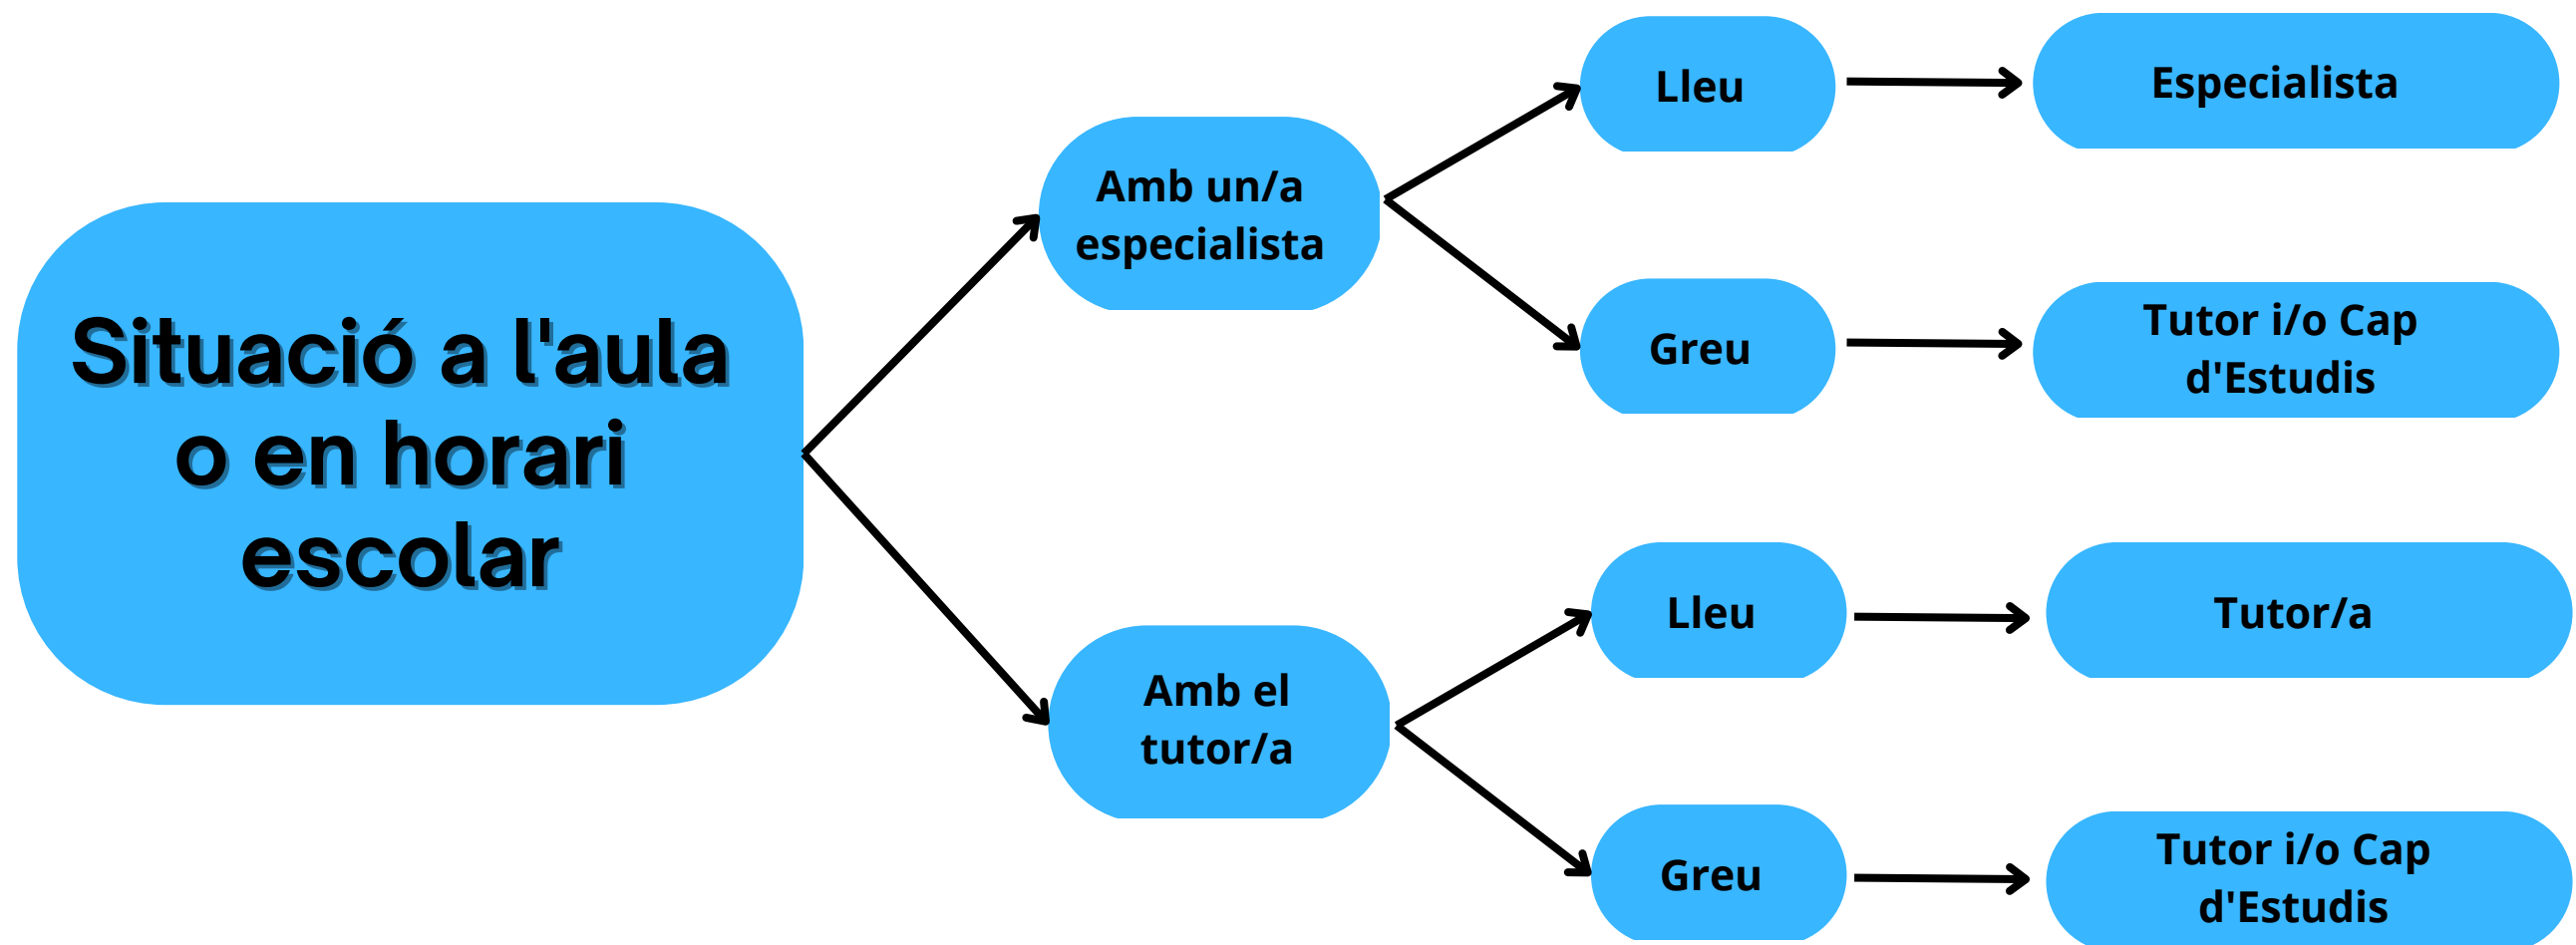 Situació a l'aula
o en horari
escolar
Amb un/a
especialista
Lleu
Especialista
Greu
Tutor i/o Cap
d'Estudis
Amb el
tutor/a
Lleu
Tutor/a
Greu
Tutor i/o Cap
d'Estudis